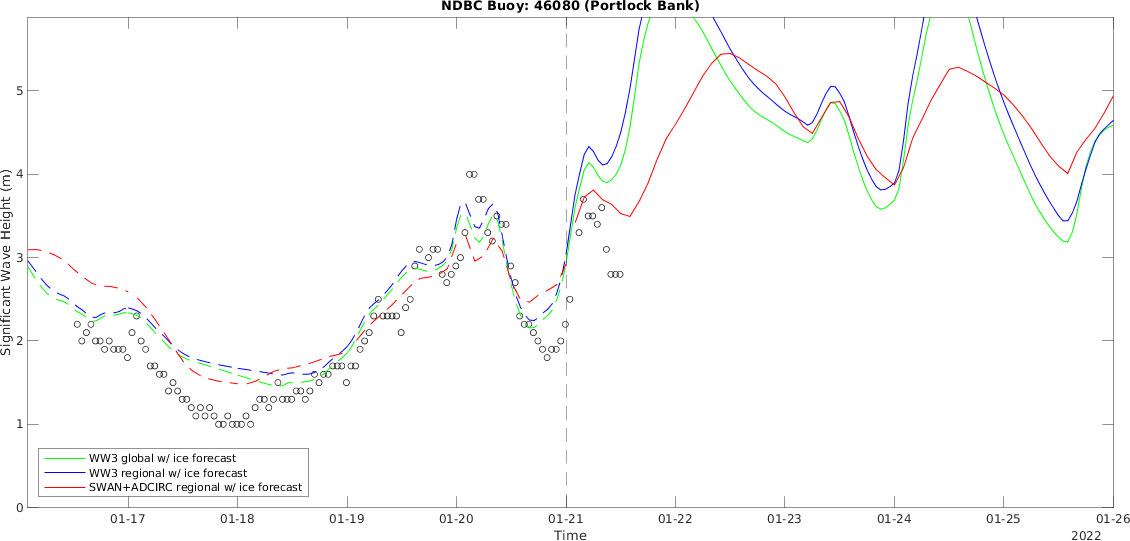 NDBC Buoy: 46080 (Portlock Bank)
Significant Wave Height (m)
5
4
3
2
1
0
WW3 global w/ ice forecast
WW3 regional w/ ice forecast
SWAN+ADCIRC regional w/ ice forecast
01-17 01-18 01-19 01-20 01-21 01-22 01-23 01-24 01-25 01-26
Time
2022